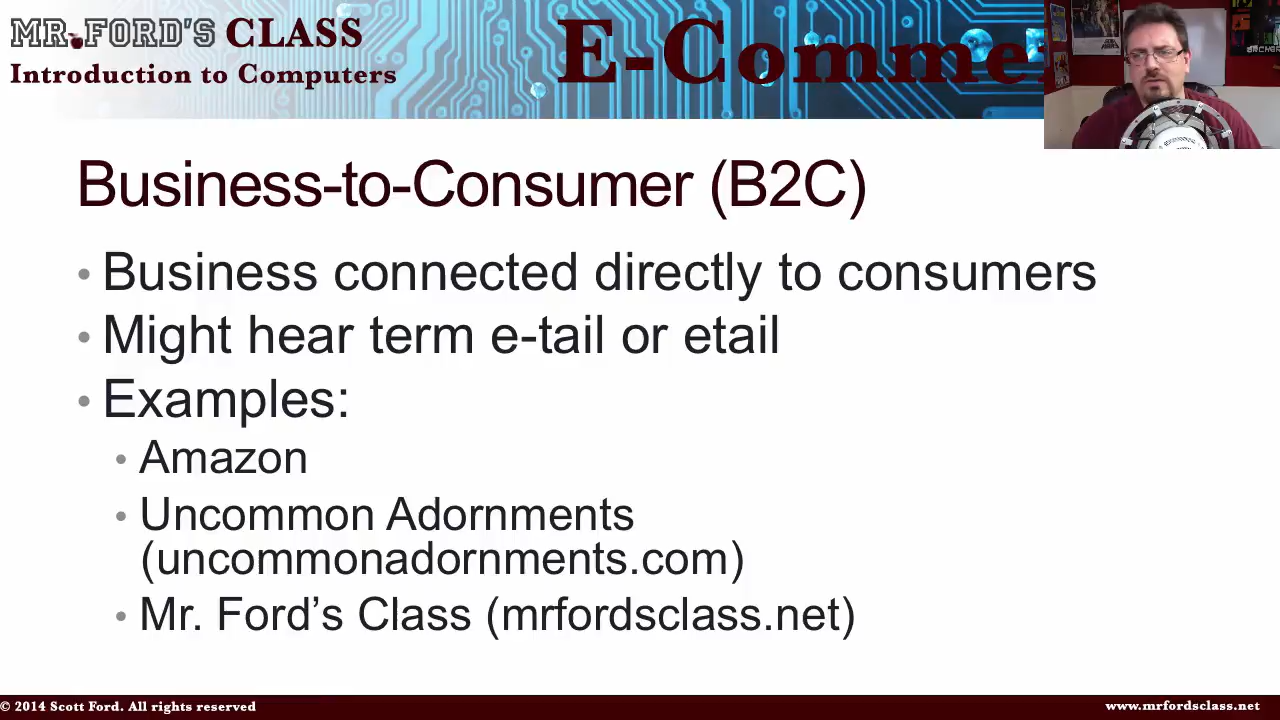 MR. FORD'S CLASS
Introduction to Computers
E-Comme
ARCHER
Business-to-Consumer (B2C)
• Business connected directly to consumers
• Might hear term e-tail or etail
• Examples:
• Amazon
• Uncommon Adornments
(uncommonadornments.com)
• Mr. Ford’s Class (mrfordsclass.net)
© 2014 Scott Ford. All rights reserved
www.mrfordsclass.net